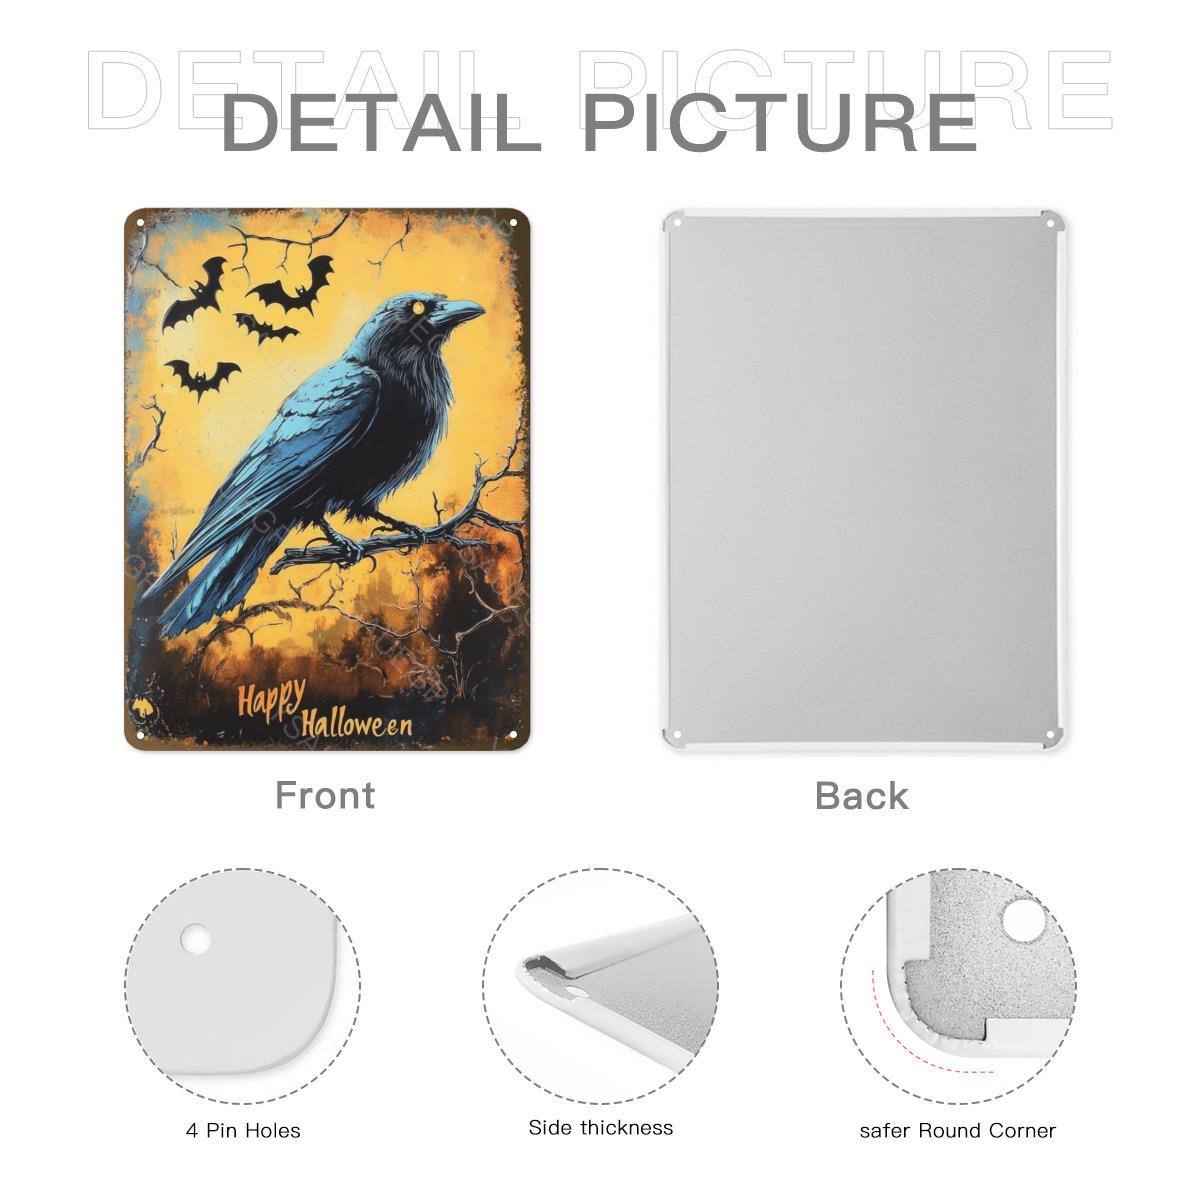 DETAIL PICTURE
DETAIL PICTURE
Happy
Halloween
Front
Back
4 Pin Holes
Side thickness
safer Round Corner